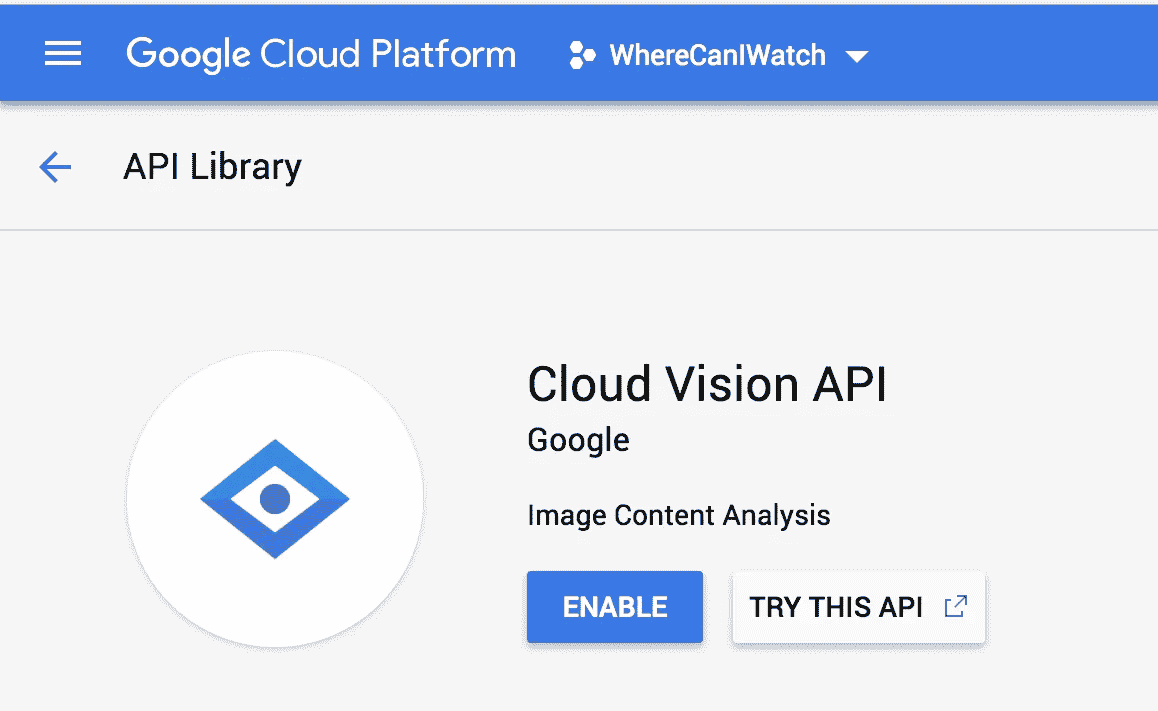 Google Cloud Platform WhereCanIWatch
API Library
Cloud Vision API
Google
Image Content Analysis
ENABLE TRY THIS API